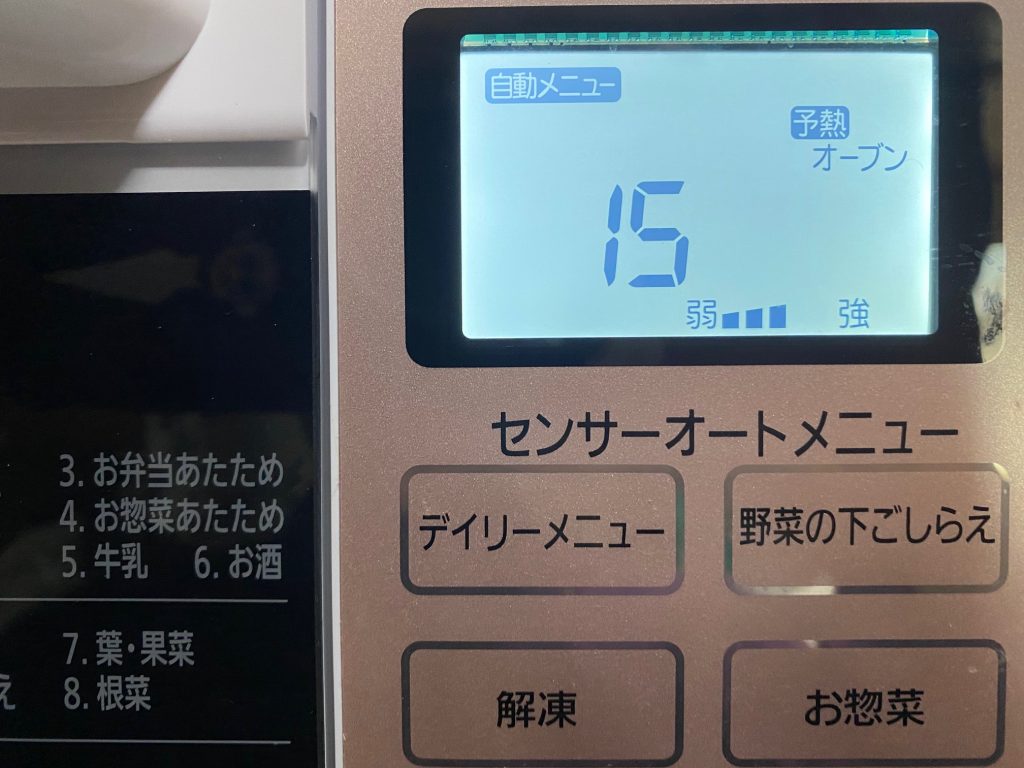 自動メニュー
予熱
オーブン
15
弱 強
センサーオートメニュー
デイリーメニュー
野菜の下ごしらえ
解凍
お惣菜
3. お弁当あたため
4. お惣菜あたため
5. 牛乳 6. お酒
7. 葉・果菜
え 8. 根菜